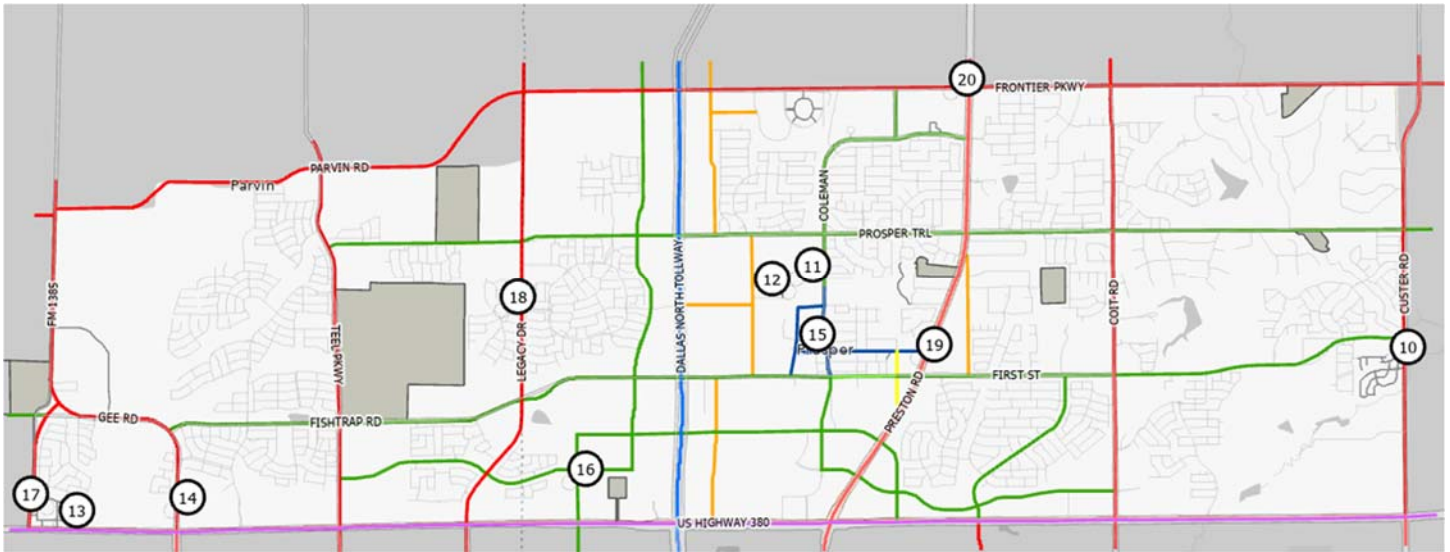 20
FRONTIER PKWY
PARVIN RD
Parvin
COLEMAN
PROSPER TRL
DALLAS NORTH TOLLWAY
11
12
FM 1385
18
CUSTER RD
COIT RD
TEEL PKWY
LEGACY DR
15
19
10
Prosper
FIRST ST
PRESTON RD
GEE RD
FISHTRAP RD
16
17
14
13
US HIGHWAY 380